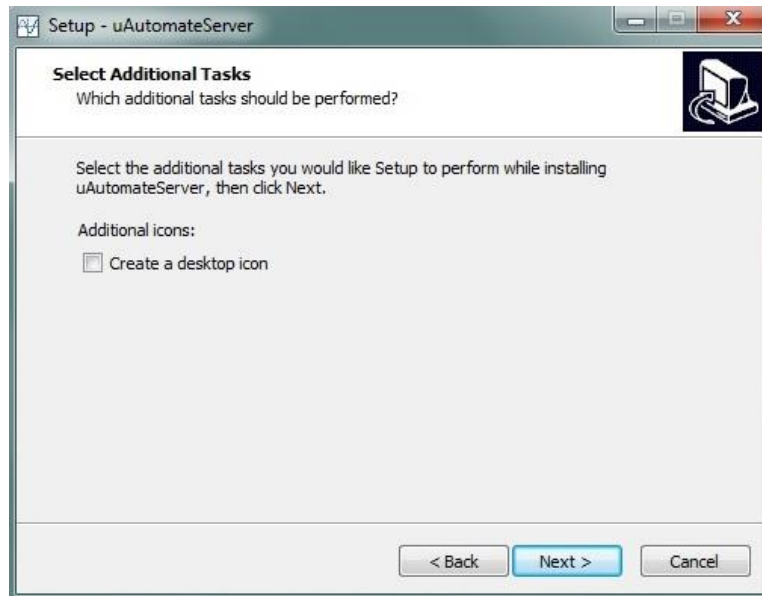 Setup - uAutomateServer
Select Additional Tasks
Which additional tasks should be performed?
Select the additional tasks you would like Setup to perform while installing
uAutomateServer, then click Next.
Additional icons:
Create a desktop icon
< Back Next > Cancel